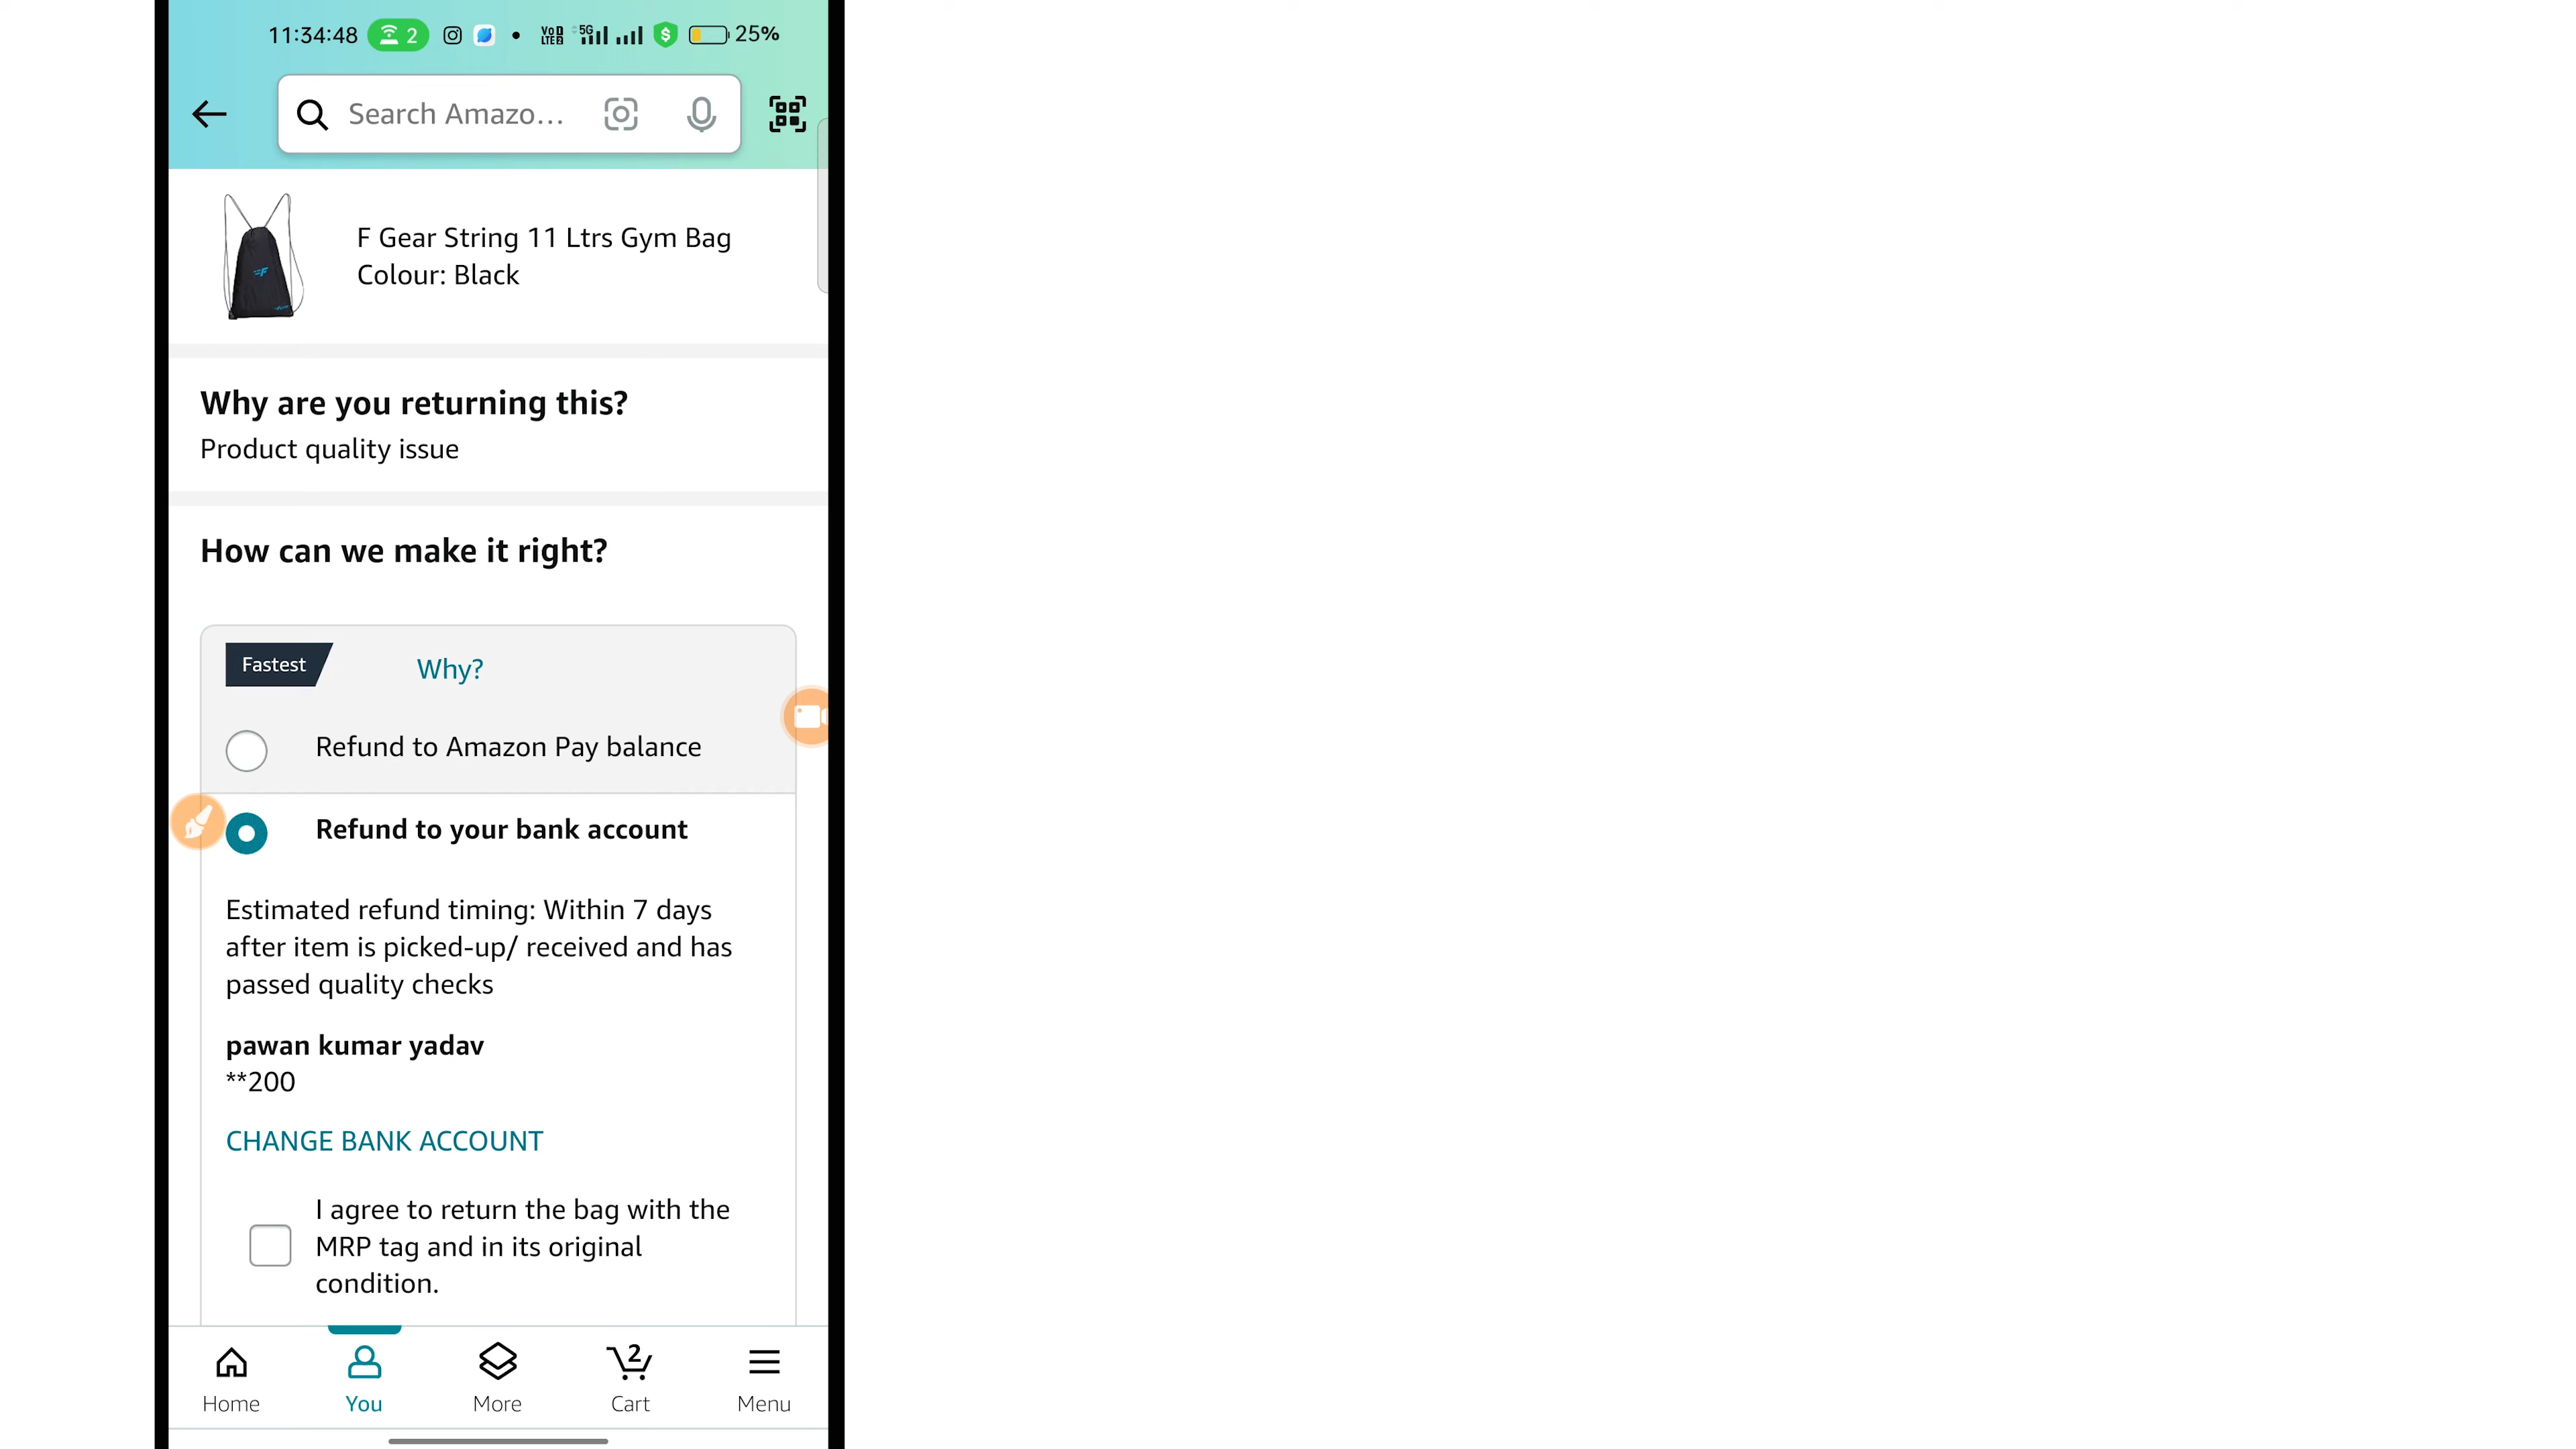 11:34:48 2 5G 25%
Search Amazo...
F Gear String 11 Ltrs Gym Bag
Colour: Black
Why are you returning this?
Product quality issue
How can we make it right?
Fastest Why?
Refund to Amazon Pay balance
Refund to your bank account
Estimated refund timing: Within 7 days
after item is picked-up/ received and has
passed quality checks
pawan kumar yadav
**200
CHANGE BANK ACCOUNT
I agree to return the bag with the
MRP tag and in its original
condition.
2
Home You More Cart Menu